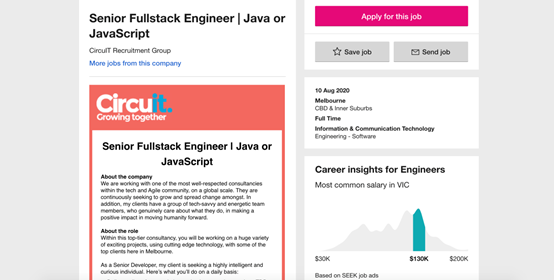 Senior Fullstack Engineer | Java or
JavaScript
CircuIT Recruitment Group
More jobs from this company
Circuit.
Growing together
Senior Fullstack Engineer | Java or
JavaScript
About the company
We are working with one of the most well-respected consultancies
within the tech and Agile community, on a global scale. They are
continuously seeking to grow and spread change amongst. In
addition, my clients have a group of tech-savvy and energetic team
members, who genuinely care about what they do, in making a
positive impact in moving humanity forward.
About the role
Within this top-tier consultancy, you will be working on a huge variety
of exciting projects, using cutting edge technology, with some of the
top clients here in Melbourne.
As a Senior Developer, my client is seeking a highly intelligent and
curious individual. Here's what you'll do on a daily basis:
Apply for this job
Save job
Send job
10 Aug 2020
Melbourne
CBD & Inner Suburbs
Full Time
Information & Communication Technology
Engineering - Software
Career insights for Engineers
Most common salary in VIC
$30K $130K $200K
Based on SEEK job ads